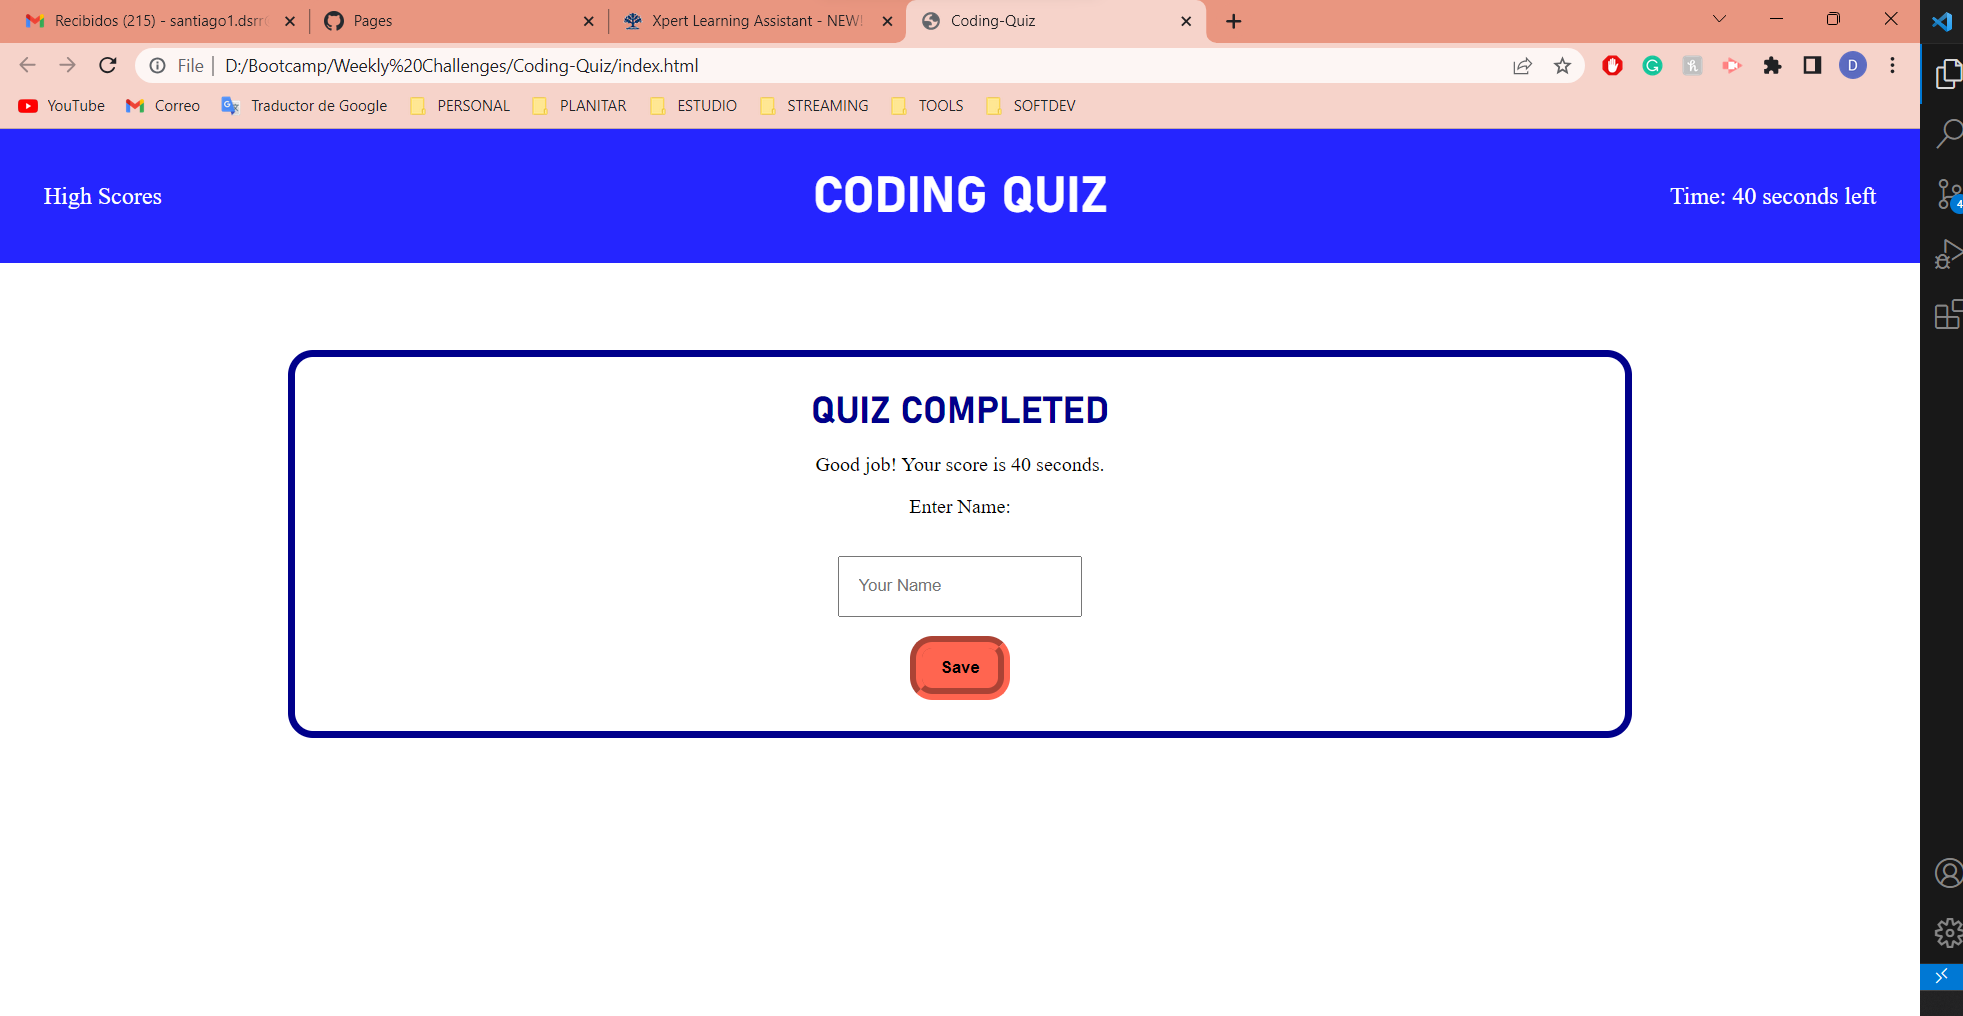 Recibidos (215) - santiago1.dsrr
Pages
Xpert Learning Assistant - NEW!
Coding-Quiz
File
D:/Bootcamp/Weekly%20Challenges/Coding-Quiz/index.html
D
YouTube
Correo
Traductor de Google
PERSONAL
PLANITAR
ESTUDIO
STREAMING
TOOLS
SOFTDEV
High Scores
CODING QUIZ
Time: 40 seconds left
4
QUIZ COMPLETED
Good job! Your score is 40 seconds.
Enter Name:
Your Name
Save